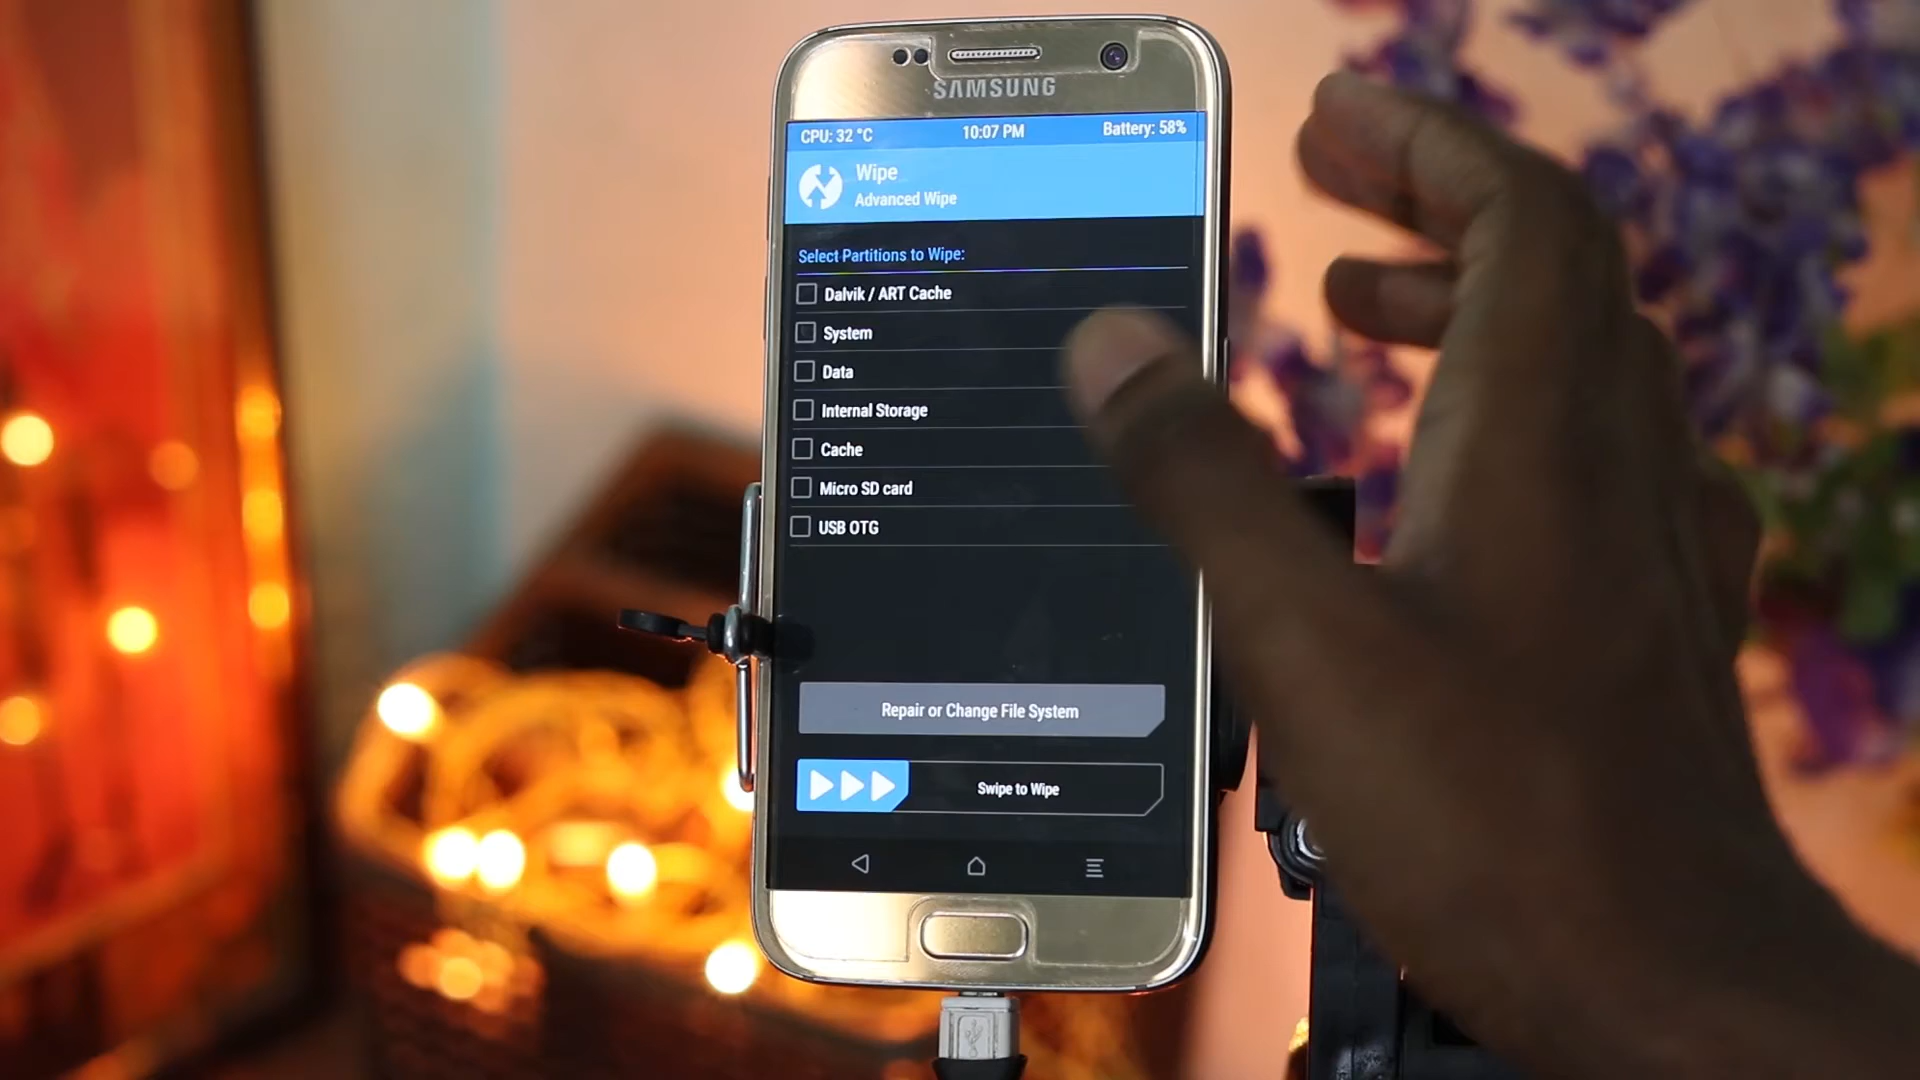 SAMSUNG
CPU: 32 °C 10:07 PM Battery: 58%
Wipe
Advanced Wipe
Select Partitions to Wipe:
Dalvik / ART Cache
System
Data
Internal Storage
Cache
Micro SD card
USB OTG
Repair or Change File System
Swipe to Wipe